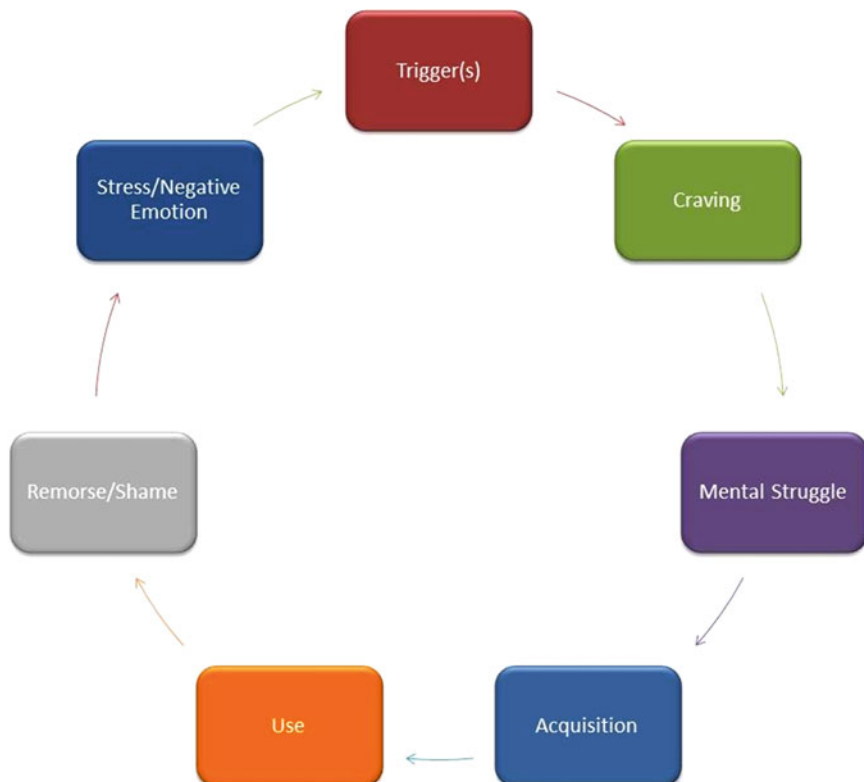 Trigger(s)
Craving
Mental Struggle
Acquisition
Use
Remorse/Shame
Stress/Negative
Emotion